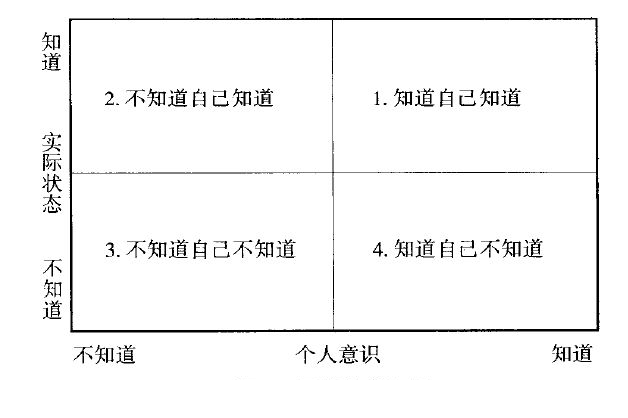 知道
实际状态
不知道
2. 不知道自己知道
1. 知道自己知道
3. 不知道自己不知道
4. 知道自己不知道
不知道
个人意识
知道